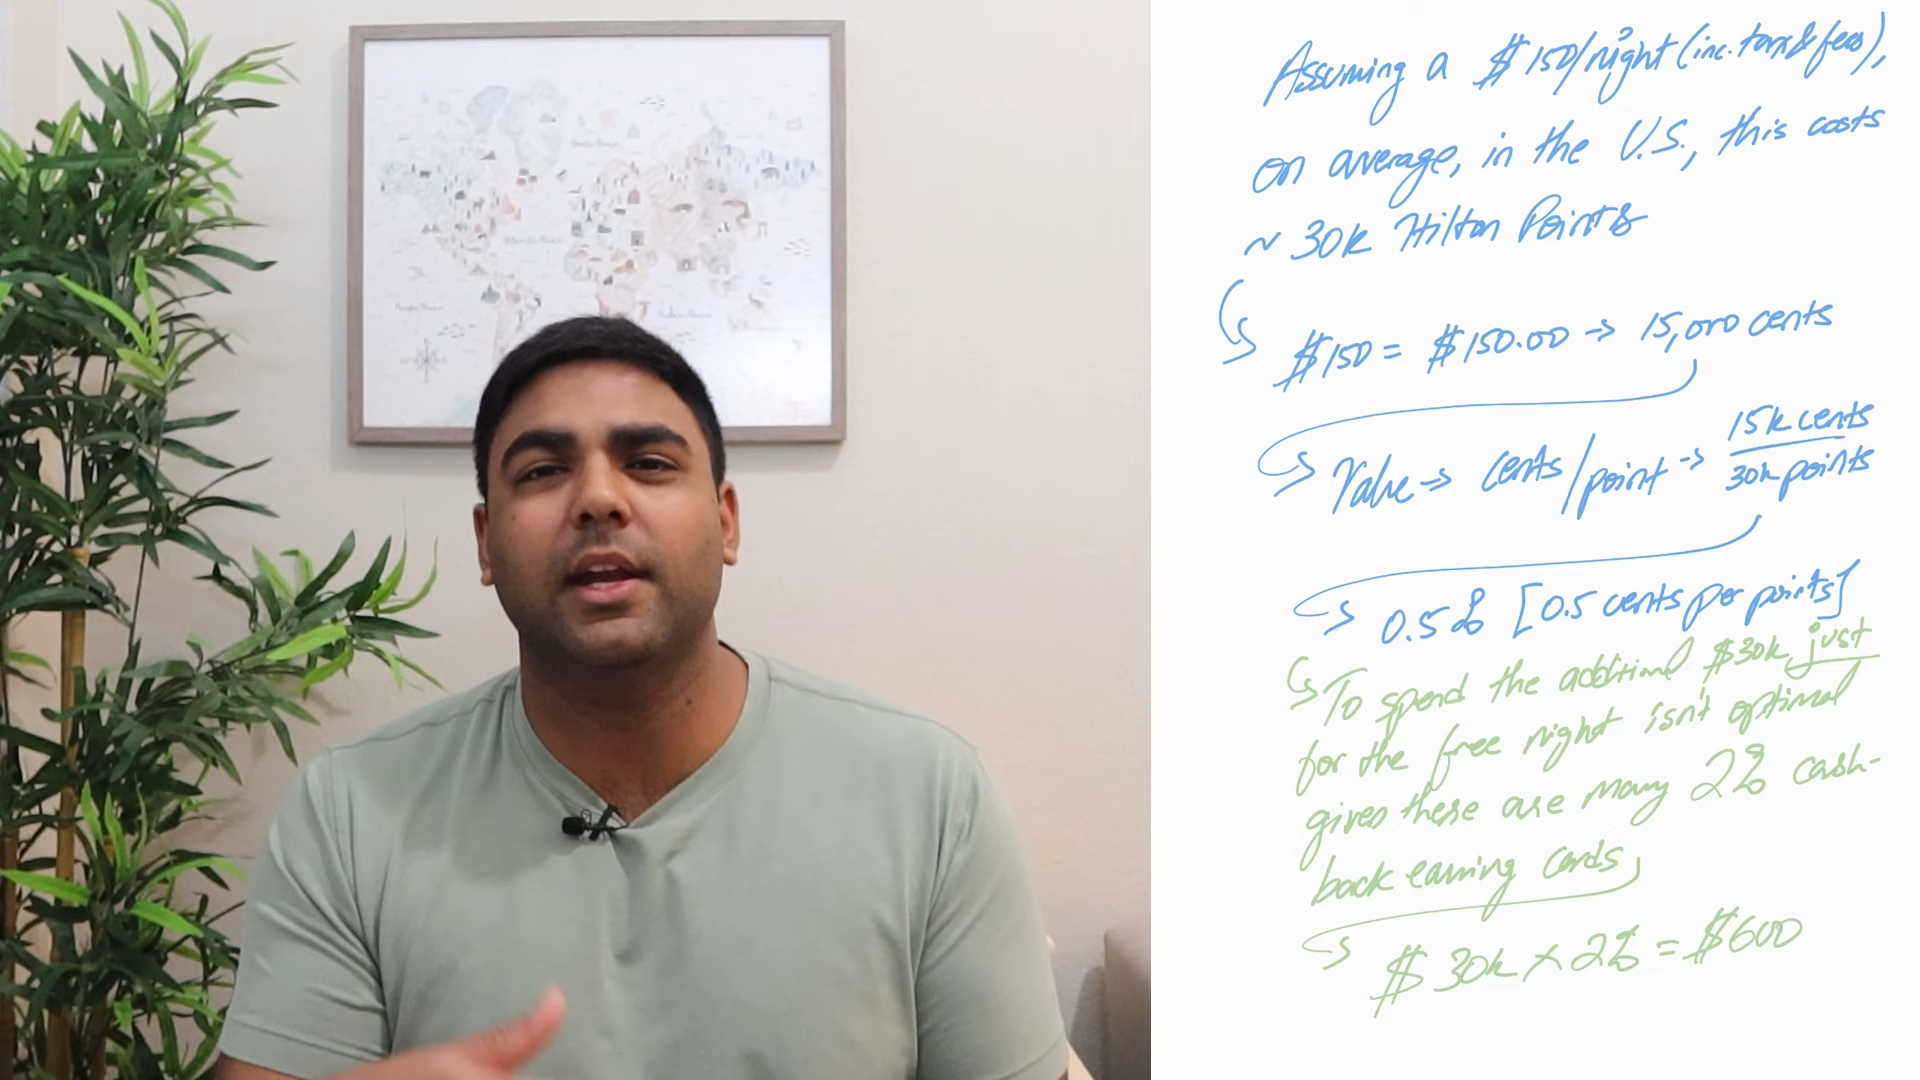 Assuming a $150/night (inc. tax & fees),
on average, in the U.S., this costs
~ 30k Hilton Points
$150 = $150.00 → 15,000 cents
Value → cents/point → 15k cents
30k points
0.5% [0.5 cents per points]
To spend the additional $30k just
for the free night isn't optimal
given there are many 2% cash-
back earning cards
$30k × 2% = $600